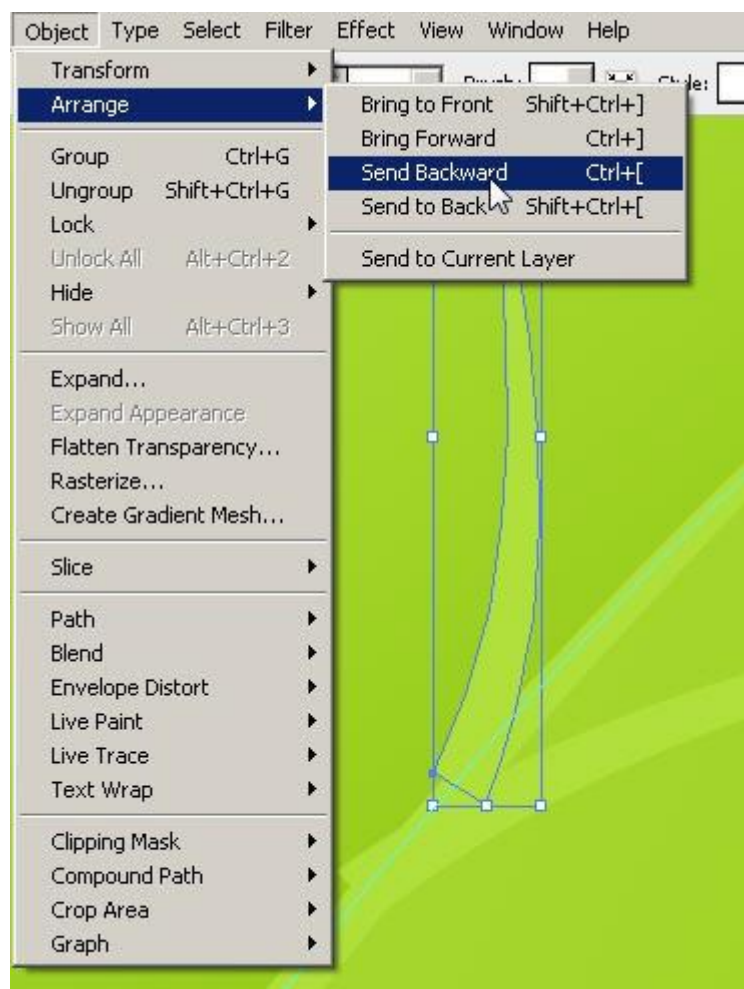 Object Type Select Filter Effect View Window Help
Style:
Transform
Arrange
Bring to Front Shift+Ctrl+]
Bring Forward Ctrl+]
Send Backward Ctrl+[
Send to Back Shift+Ctrl+[
Send to Current Layer
Group Ctrl+G
Ungroup Shift+Ctrl+G
Lock
Unlock All Alt+Ctrl+2
Hide
Show All Alt+Ctrl+3
Expand...
Expand Appearance
Flatten Transparency...
Rasterize...
Create Gradient Mesh...
Slice
Path
Blend
Envelope Distort
Live Paint
Live Trace
Text Wrap
Clipping Mask
Compound Path
Crop Area
Graph